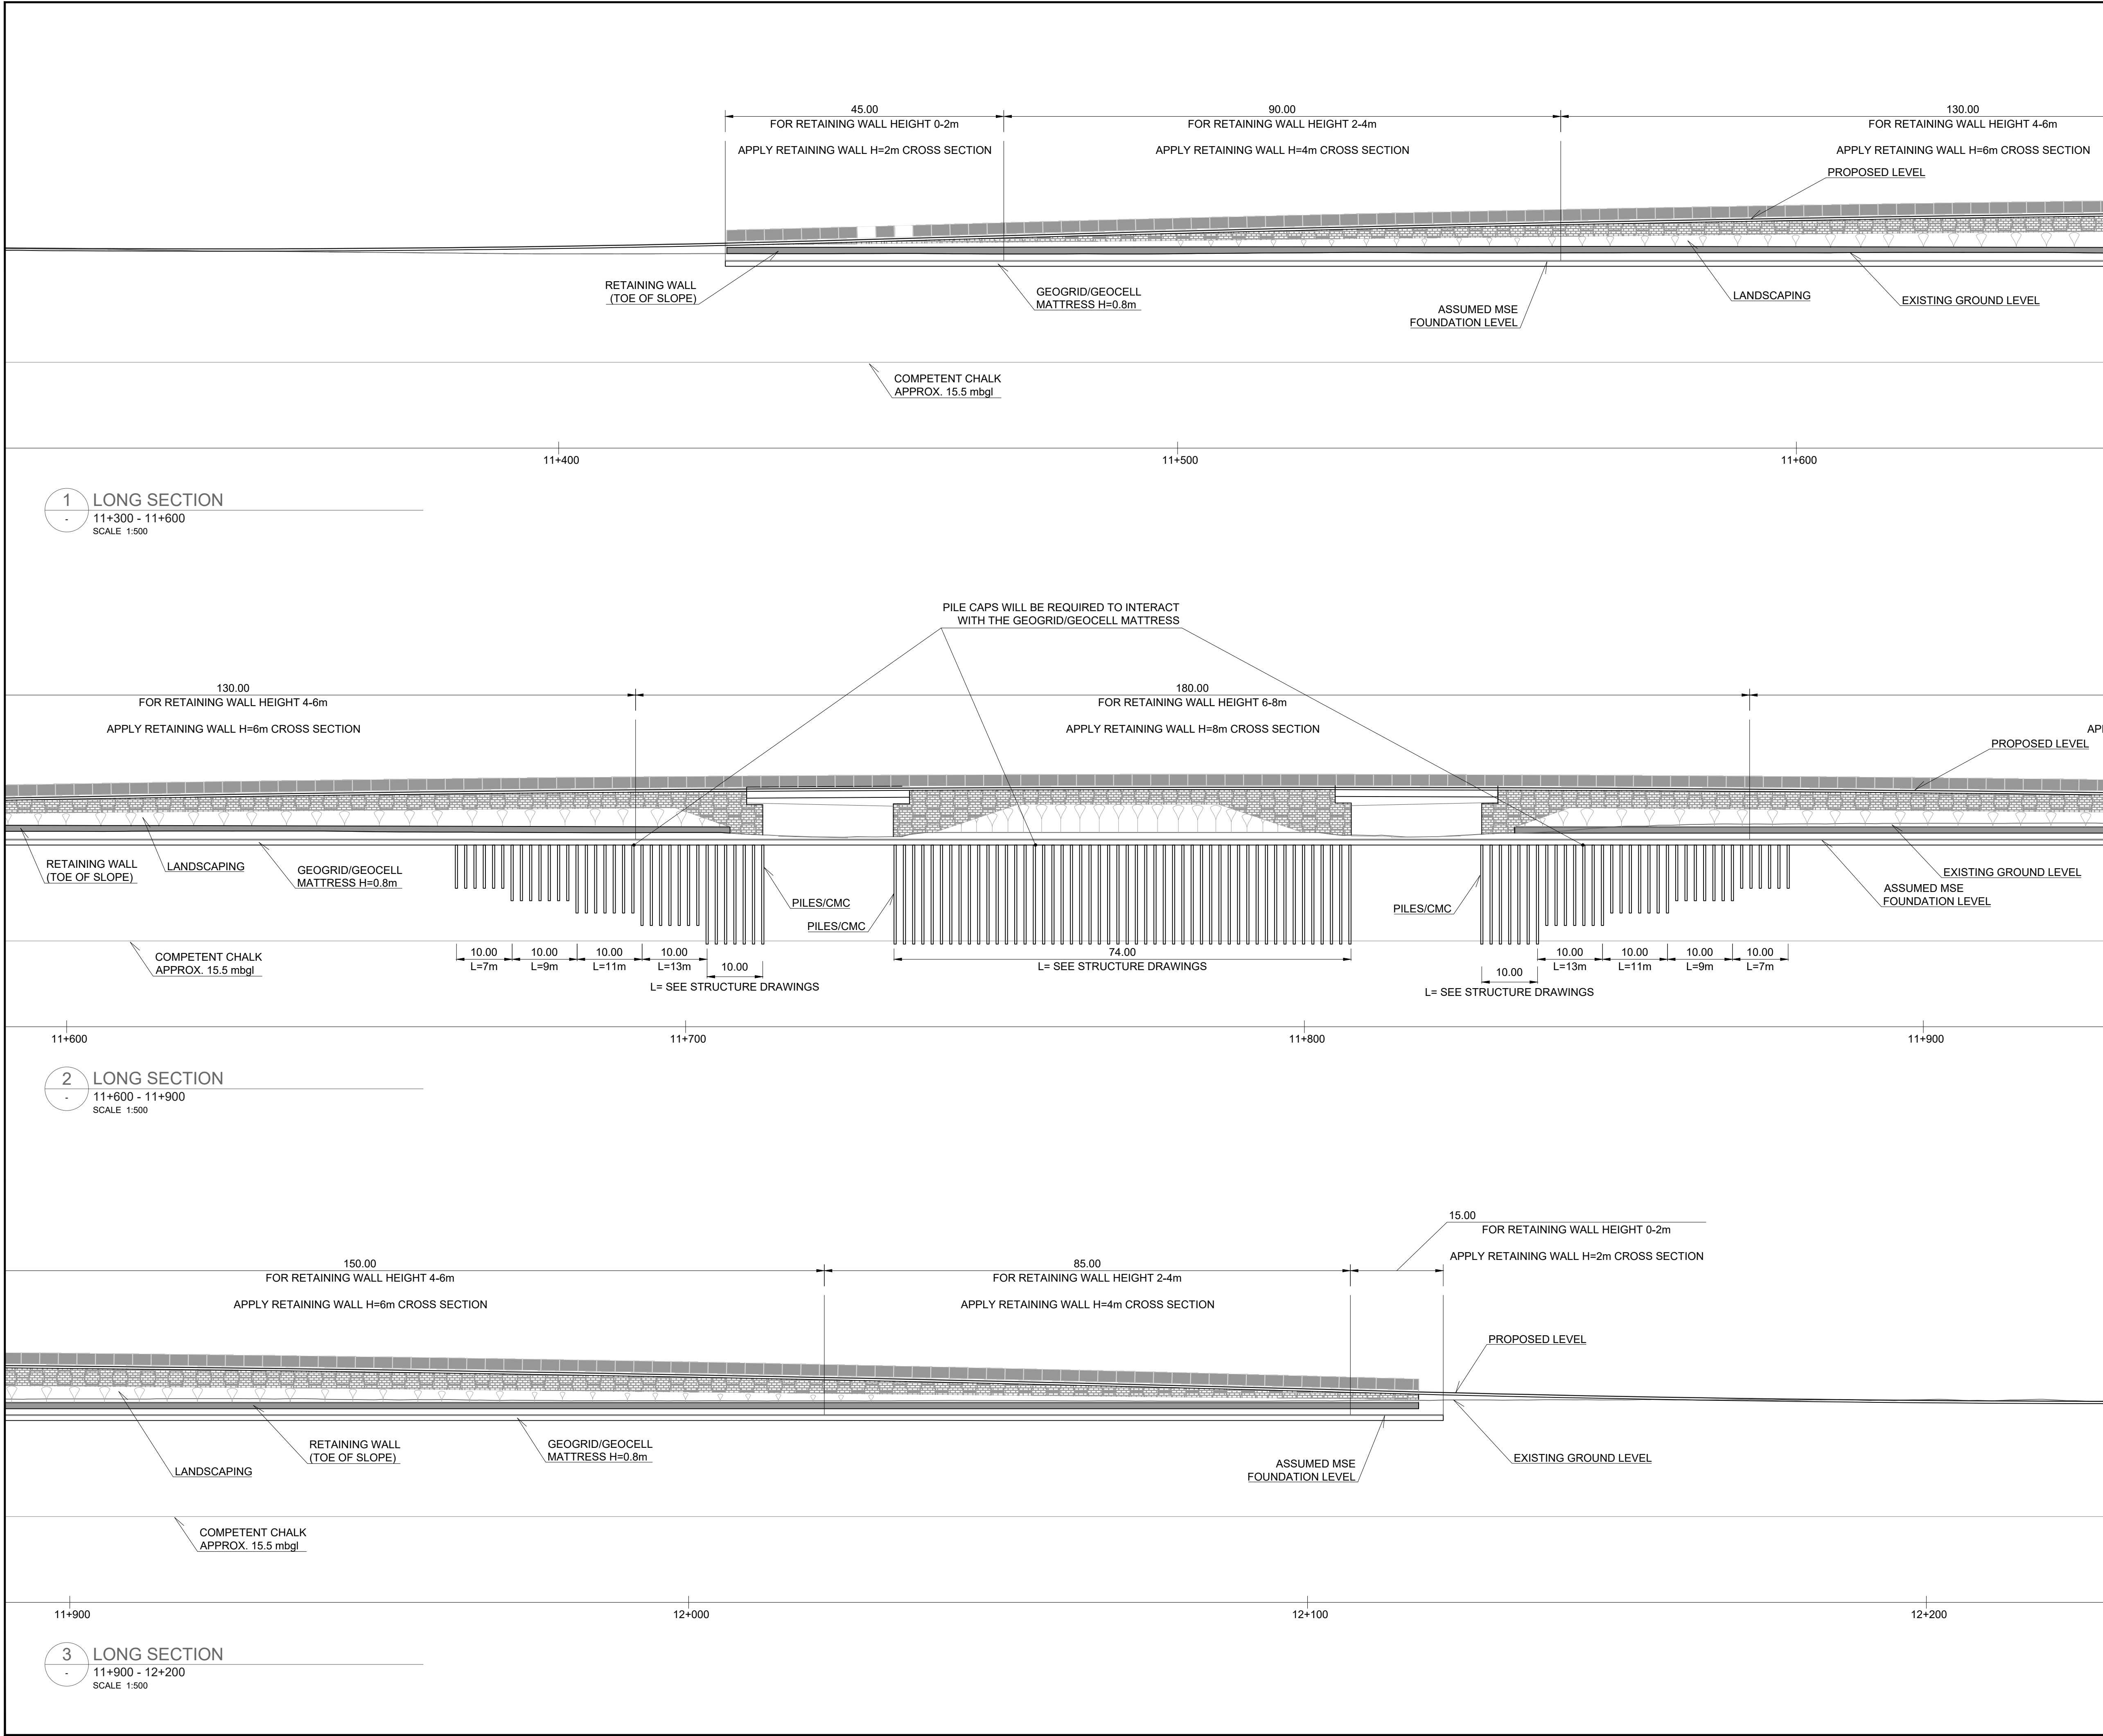 45.00
FOR RETAINING WALL HEIGHT 0-2m
APPLY RETAINING WALL H=2m CROSS SECTION
90.00
FOR RETAINING WALL HEIGHT 2-4m
APPLY RETAINING WALL H=4m CROSS SECTION
130.00
FOR RETAINING WALL HEIGHT 4-6m
APPLY RETAINING WALL H=6m CROSS SECTION
PROPOSED LEVEL
RETAINING WALL
(TOE OF SLOPE)
GEOGRID/GEOCELL
MATTRESS H=0.8m
ASSUMED MSE
FOUNDATION LEVEL
LANDSCAPING
EXISTING GROUND LEVEL
COMPETENT CHALK
APPROX. 15.5 mbgl
11+400
11+500
11+600
1
-
LONG SECTION
11+300 - 11+600
SCALE 1:500
PILE CAPS WILL BE REQUIRED TO INTERACT
WITH THE GEOGRID/GEOCELL MATTRESS
130.00
FOR RETAINING WALL HEIGHT 4-6m
APPLY RETAINING WALL H=6m CROSS SECTION
180.00
FOR RETAINING WALL HEIGHT 6-8m
APPLY RETAINING WALL H=8m CROSS SECTION
PROPOSED LEVEL
RETAINING WALL
(TOE OF SLOPE)
LANDSCAPING
GEOGRID/GEOCELL
MATTRESS H=0.8m
PILES/CMC
PILES/CMC
PILES/CMC
EXISTING GROUND LEVEL
ASSUMED MSE
FOUNDATION LEVEL
COMPETENT CHALK
APPROX. 15.5 mbgl
10.00
L=7m
10.00
L=9m
10.00
L=11m
10.00
L=13m
10.00
L= SEE STRUCTURE DRAWINGS
74.00
L= SEE STRUCTURE DRAWINGS
10.00
L= SEE STRUCTURE DRAWINGS
10.00
L=13m
10.00
L=11m
10.00
L=9m
10.00
L=7m
11+600
11+700
11+800
11+900
2
-
LONG SECTION
11+600 - 11+900
SCALE 1:500
150.00
FOR RETAINING WALL HEIGHT 4-6m
APPLY RETAINING WALL H=6m CROSS SECTION
85.00
FOR RETAINING WALL HEIGHT 2-4m
APPLY RETAINING WALL H=4m CROSS SECTION
15.00
FOR RETAINING WALL HEIGHT 0-2m
APPLY RETAINING WALL H=2m CROSS SECTION
PROPOSED LEVEL
LANDSCAPING
RETAINING WALL
(TOE OF SLOPE)
GEOGRID/GEOCELL
MATTRESS H=0.8m
ASSUMED MSE
FOUNDATION LEVEL
EXISTING GROUND LEVEL
COMPETENT CHALK
APPROX. 15.5 mbgl
11+900
12+000
12+100
12+200
3
-
LONG SECTION
11+900 - 12+200
SCALE 1:500